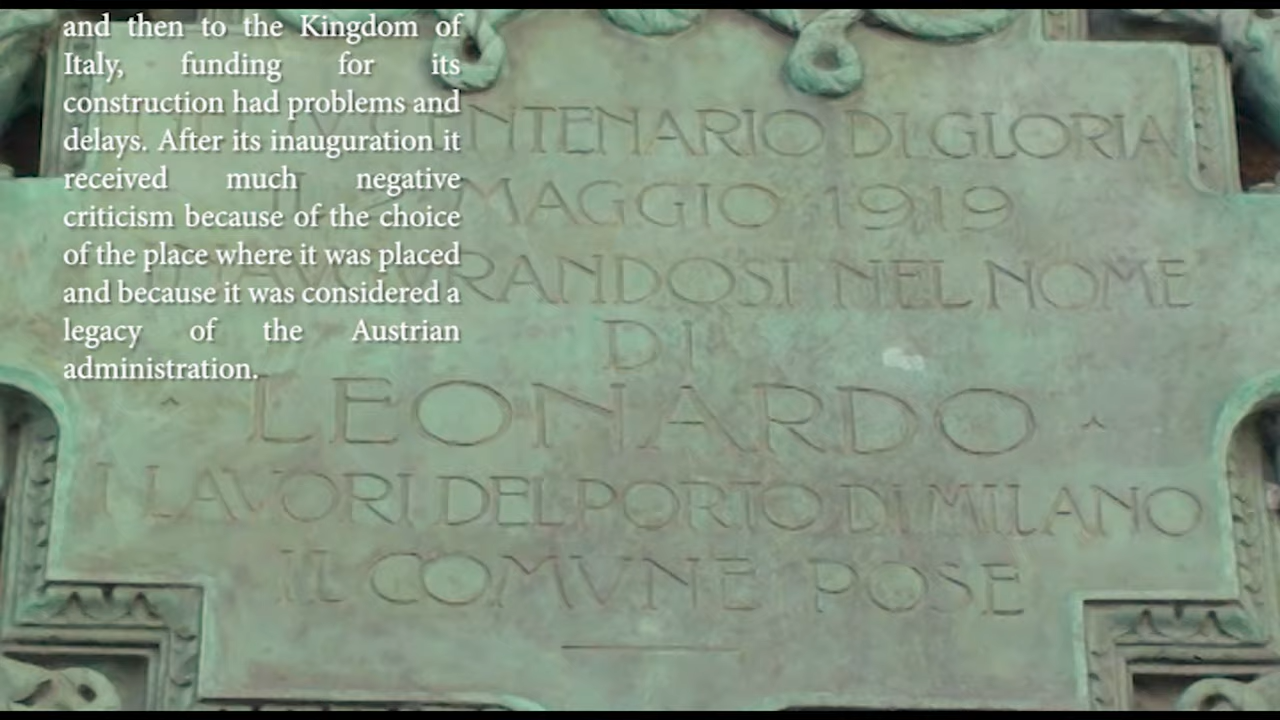 and then to the Kingdom of
Italy, funding for its
construction had problems and
delays. After its inauguration it
received much negative
criticism because of the choice
of the place where it was placed
and because it was considered a
legacy of the Austrian
administration.
CENTENARIO DI GLORIA
MAGGIO 1919
INAVGVRANDOSI NEL NOME
DI
LEONARDO
I LAVORI DEL PORTO DI MILANO
IL COMVNE POSE